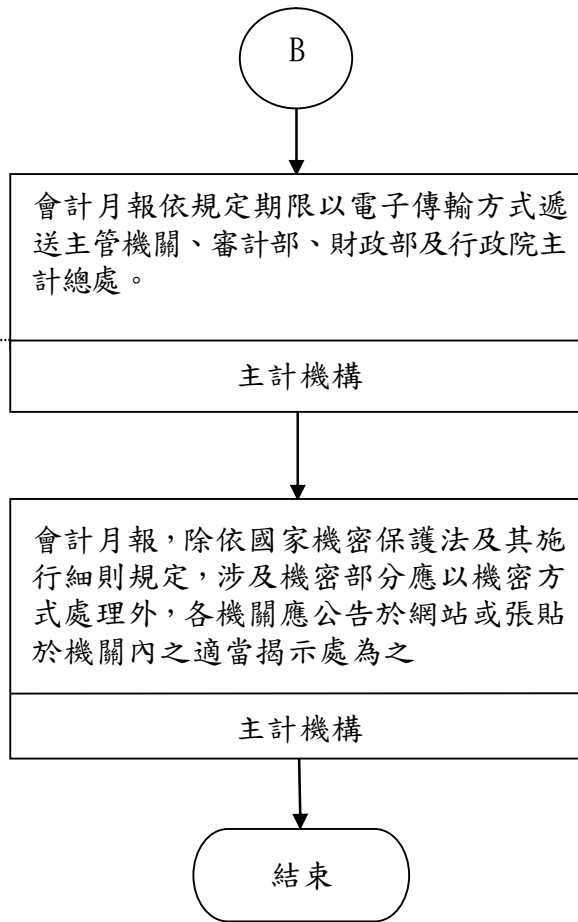 B
會計月報依規定期限以電子傳輸方式遞
送主管機關、審計部、財政部及行政院主
計總處。
主計機構
會計月報，除依國家機密保護法及其施
行細則規定，涉及機密部分應以機密方
式處理外，各機關應公告於網站或張貼
於機關內之適當揭示處為之
主計機構
結束